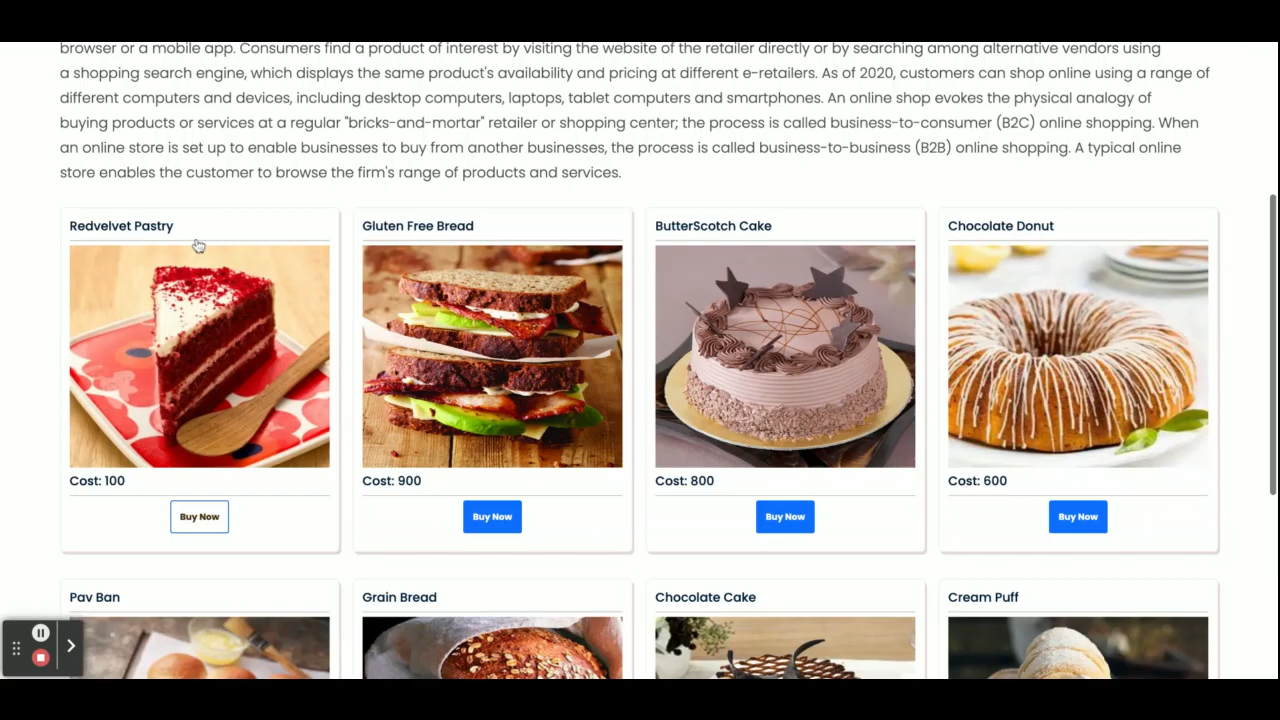 browser or a mobile app. Consumers find a product of interest by visiting the website of the retailer directly or by searching among alternative vendors using
a shopping search engine, which displays the same product's availability and pricing at different e-retailers. As of 2020, customers can shop online using a range of
different computers and devices, including desktop computers, laptops, tablet computers and smartphones. An online shop evokes the physical analogy of
buying products or services at a regular "bricks-and-mortar" retailer or shopping center; the process is called business-to-consumer (B2C) online shopping. When
an online store is set up to enable businesses to buy from another businesses, the process is called business-to-business (B2B) online shopping. A typical online
store enables the customer to browse the firm's range of products and services.
Redvelvet Pastry
Gluten Free Bread
ButterScotch Cake
Chocolate Donut
Cost: 100
Cost: 900
Cost: 800
Cost: 600
Buy Now
Buy Now
Buy Now
Buy Now
Pav Ban
Grain Bread
Chocolate Cake
Cream Puff